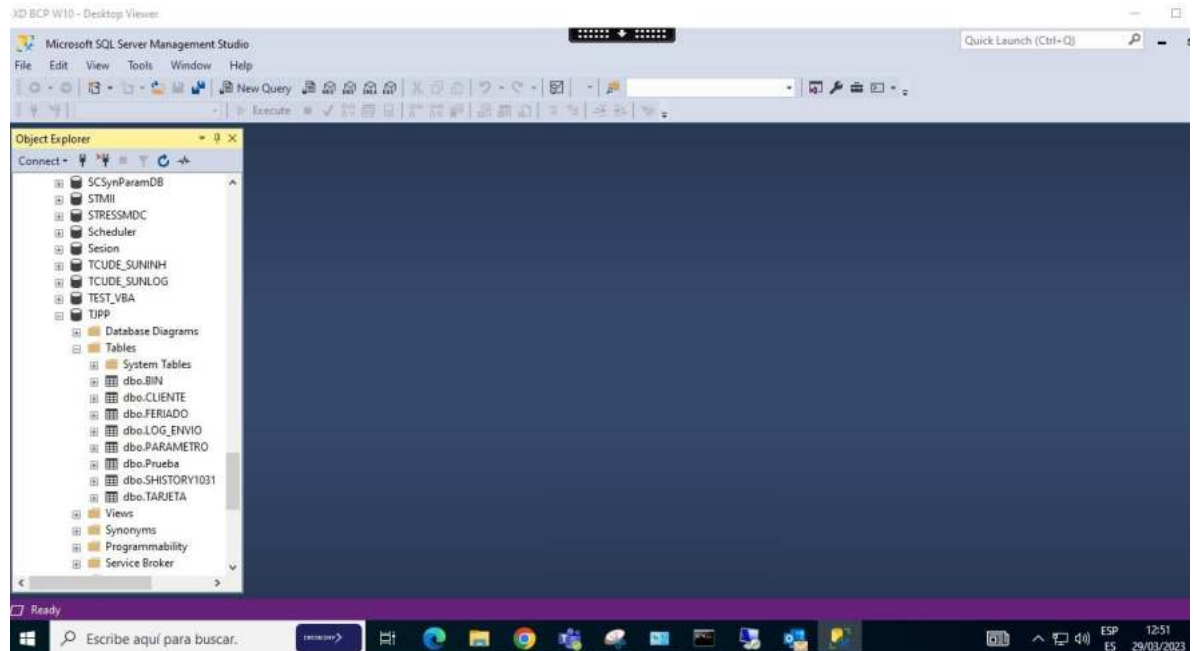 XD BCP W10 - Desktop Viewer
Microsoft SQL Server Management Studio
Quick Launch (Ctrl+Q)
File Edit View Tools Window Help
New Query
Execute
Object Explorer
Connect
SCSynParamDB
STMII
STRESSMDC
Scheduler
Sesion
TCUDE_SUNINH
TCUDE_SUNLOG
TEST_VBA
TJPP
Database Diagrams
Tables
System Tables
dbo.BIN
dbo.CLIENTE
dbo.FERIADO
dbo.LOG_ENVIO
dbo.PARAMETRO
dbo.Prueba
dbo.SHISTORY1031
dbo.TARJETA
Views
Synonyms
Programmability
Service Broker
Ready
Escribe aquí para buscar.
ESP 12:51
ES 29/03/2023